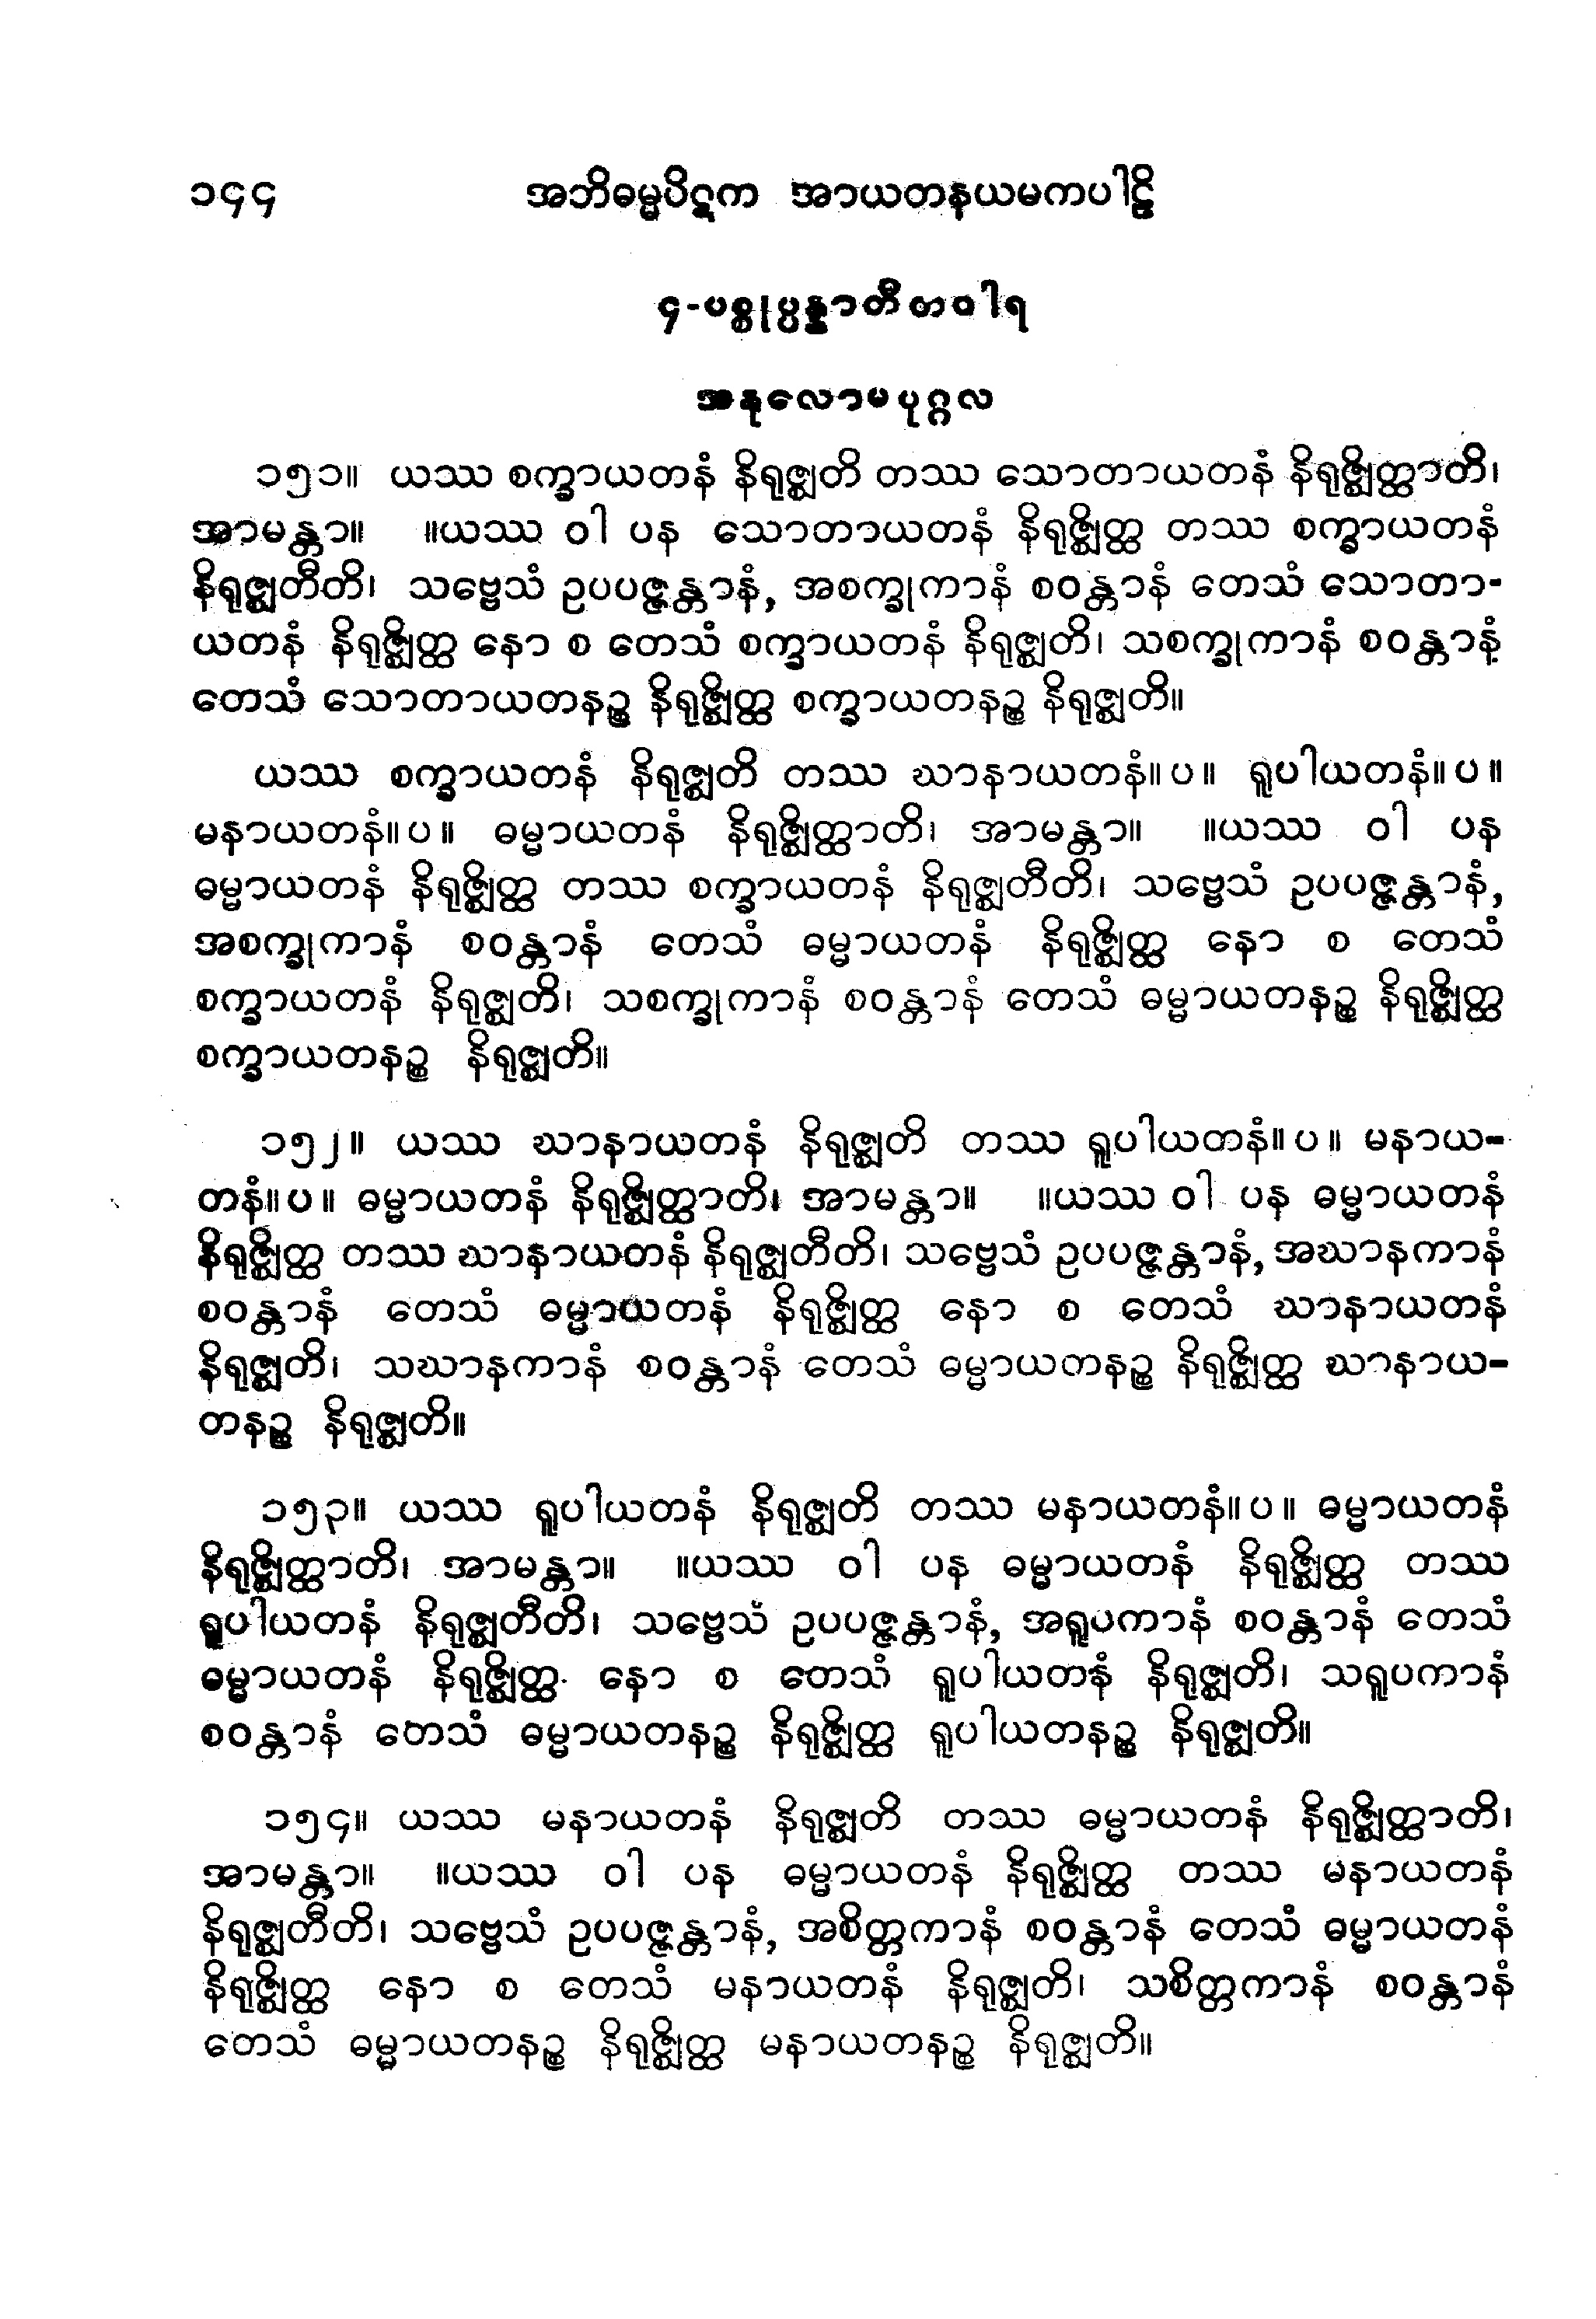 ၁၄၄ အဘိဓမ္မပိဋက အာယတနယမကပါဠိ
၄-ပစ္စုပ္ပန္နာတီတဝါရ
အနုလောမပုဂ္ဂလ
၁၅၁။ ယဿ စက္ခာယတနံ နိရုဇ္ဈတိ တဿ သောတာယတနံ နိရုဇ္ဈိတ္ထာတိ၊
အာမန္တာ။ ။ယဿ ဝါ ပန သောတာယတနံ နိရုဇ္ဈိတ္ထ တဿ စက္ခာယတနံ
နိရုဇ္ဈတီတိ၊ သဗ္ဗေသံ ဥပပဇ္ဇန္တာနံ, အစက္ခုကာနံ စဝန္တာနံ တေသံ သောတာ-
ယတနံ နိရုဇ္ဈိတ္ထ နော စ တေသံ စက္ခာယတနံ နိရုဇ္ဈတိ၊ သစက္ခုကာနံ စဝန္တာနံ
တေသံ သောတာယတနဉ္စ နိရုဇ္ဈိတ္ထ စက္ခာယတနဉ္စ နိရုဇ္ဈတိ။
ယဿ စက္ခာယတနံ နိရုဇ္ဈတိ တဿ ဃာနာယတနံ။ပ။ ရူပါယတနံ။ပ။
မနာယတနံ။ပ။ ဓမ္မာယတနံ နိရုဇ္ဈိတ္ထာတိ၊ အာမန္တာ။ ။ယဿ ဝါ ပန
ဓမ္မာယတနံ နိရုဇ္ဈိတ္ထ တဿ စက္ခာယတနံ နိရုဇ္ဈတီတိ၊ သဗ္ဗေသံ ဥပပဇ္ဇန္တာနံ,
အစက္ခုကာနံ စဝန္တာနံ တေသံ ဓမ္မာယတနံ နိရုဇ္ဈိတ္ထ နော စ တေသံ
စက္ခာယတနံ နိရုဇ္ဈတိ၊ သစက္ခုကာနံ စဝန္တာနံ တေသံ ဓမ္မာယတနဉ္စ နိရုဇ္ဈိတ္ထ
စက္ခာယတနဉ္စ နိရုဇ္ဈတိ။
၁၅၂။ ယဿ ဃာနာယတနံ နိရုဇ္ဈတိ တဿ ရူပါယတနံ။ပ။ မနာယ-
တနံ။ပ။ ဓမ္မာယတနံ နိရုဇ္ဈိတ္ထာတိ၊ အာမန္တာ။ ။ယဿ ဝါ ပန ဓမ္မာယတနံ
နိရုဇ္ဈိတ္ထ တဿ ဃာနာယတနံ နိရုဇ္ဈတီတိ၊ သဗ္ဗေသံ ဥပပဇ္ဇန္တာနံ, အဃာနကာနံ
စဝန္တာနံ တေသံ ဓမ္မာယတနံ နိရုဇ္ဈိတ္ထ နော စ တေသံ ဃာနာယတနံ
နိရုဇ္ဈတိ၊ သဃာနကာနံ စဝန္တာနံ တေသံ ဓမ္မာယတနဉ္စ နိရုဇ္ဈိတ္ထ ဃာနာယ-
တနဉ္စ နိရုဇ္ဈတိ။
၁၅၃။ ယဿ ရူပါယတနံ နိရုဇ္ဈတိ တဿ မနာယတနံ။ပ။ ဓမ္မာယတနံ
နိရုဇ္ဈိတ္ထာတိ၊ အာမန္တာ။ ။ယဿ ဝါ ပန ဓမ္မာယတနံ နိရုဇ္ဈိတ္ထ တဿ
ရူပါယတနံ နိရုဇ္ဈတီတိ၊ သဗ္ဗေသံ ဥပပဇ္ဇန္တာနံ, အရူပကာနံ စဝန္တာနံ တေသံ
ဓမ္မာယတနံ နိရုဇ္ဈိတ္ထ နော စ တေသံ ရူပါယတနံ နိရုဇ္ဈတိ၊ သရူပကာနံ
စဝန္တာနံ တေသံ ဓမ္မာယတနဉ္စ နိရုဇ္ဈိတ္ထ ရူပါယတနဉ္စ နိရုဇ္ဈတိ။
၁၅၄။ ယဿ မနာယတနံ နိရုဇ္ဈတိ တဿ ဓမ္မာယတနံ နိရုဇ္ဈိတ္ထာတိ၊
အာမန္တာ။ ။ယဿ ဝါ ပန ဓမ္မာယတနံ နိရုဇ္ဈိတ္ထ တဿ မနာယတနံ
နိရုဇ္ဈတီတိ၊ သဗ္ဗေသံ ဥပပဇ္ဇန္တာနံ, အစိတ္တကာနံ စဝန္တာနံ တေသံ ဓမ္မာယတနံ
နိရုဇ္ဈိတ္ထ နော စ တေသံ မနာယတနံ နိရုဇ္ဈတိ၊ သစိတ္တကာနံ စဝန္တာနံ
တေသံ ဓမ္မာယတနဉ္စ နိရုဇ္ဈိတ္ထ မနာယတနဉ္စ နိရုဇ္ဈတိ။